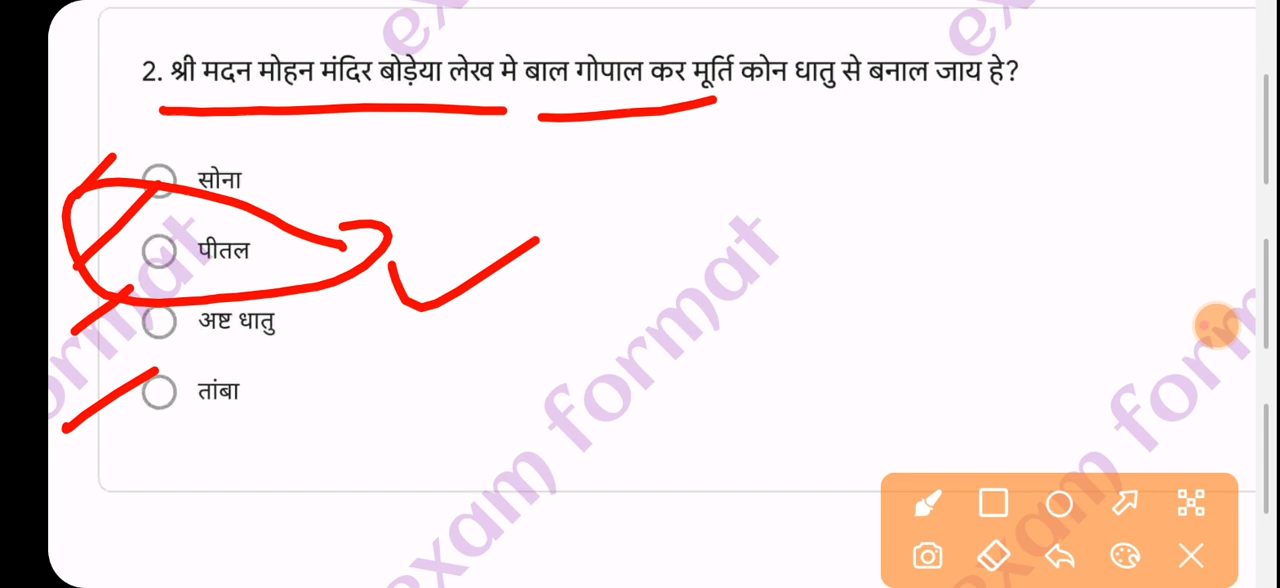 2. श्री मदन मोहन मंदिर बोड़ेया लेख मे बाल गोपाल कर मूर्ति कोन धातु से बनाल जाय हे?
सोना
पीतल
अष्ट धातु
तांबा
exam format